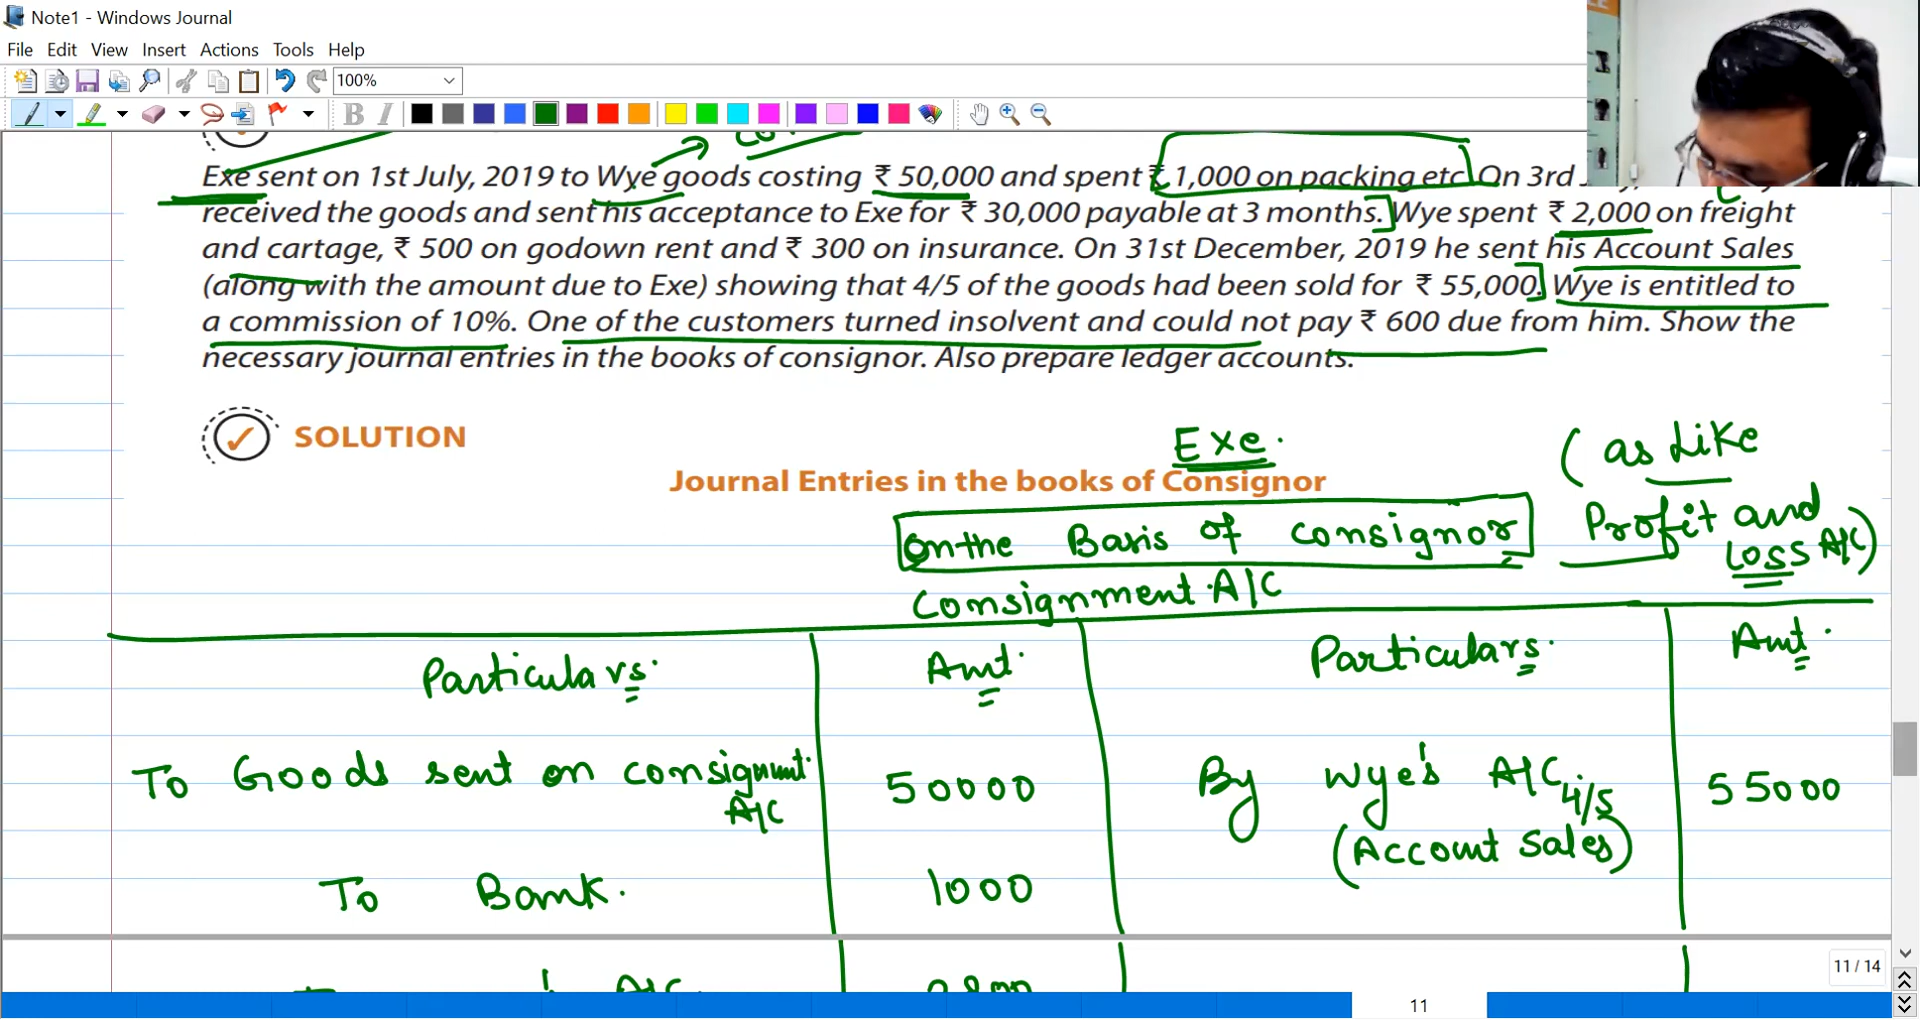 Note1 - Windows Journal
File Edit View Insert Actions Tools Help
100%
B I
Exe sent on 1st July, 2019 to Wye goods costing ₹ 50,000 and spent ₹ 1,000 on packing etc. On 3rd
received the goods and sent his acceptance to Exe for ₹ 30,000 payable at 3 months. Wye spent ₹ 2,000 on freight
and cartage, ₹ 500 on godown rent and ₹ 300 on insurance. On 31st December, 2019 he sent his Account Sales
(along with the amount due to Exe) showing that 4/5 of the goods had been sold for ₹ 55,000. Wye is entitled to
a commission of 10%. One of the customers turned insolvent and could not pay ₹ 600 due from him. Show the
necessary journal entries in the books of consignor. Also prepare ledger accounts.
SOLUTION
Exe.
Journal Entries in the books of Consignor
(as Like
Profit and
Loss A/C)
on the Basis of consignor
Consignment A/C
Particulars. Amt. Particulars. Amt.
To Goods sent on consignmt. A/C 50000 By Wye's A/C 4/5 55000
(Account Sales)
To Bank. 1000
A/C
11 / 14
11